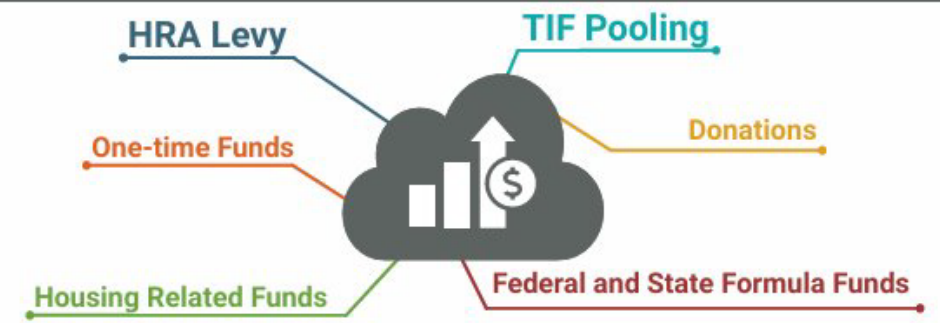 HRA Levy
TIF Pooling
Donations
One-time Funds
$
Housing Related Funds
Federal and State Formula Funds